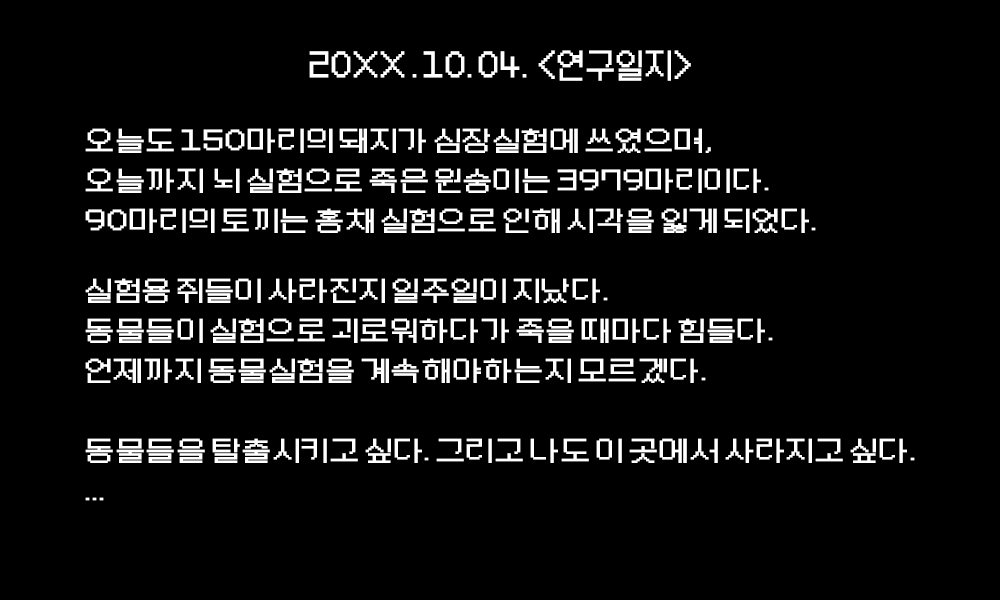 20XX.10.04. <연구일지>
오늘도 150마리의 돼지가 심장실험에 쓰였으며,
오늘까지 뇌 실험으로 죽은 원숭이는 3979마리이다.
90마리의 토끼는 홍채 실험으로 인해 시각을 잃게 되었다.
실험용 쥐들이 사라진지 일주일이 지났다.
동물들이 실험으로 괴로워하다가 죽을 때마다 힘들다.
언제까지 동물실험을 계속 해야하는지 모르겠다.
동물들을 탈출시키고 싶다. 그리고 나도 이 곳에서 사라지고 싶다.
...